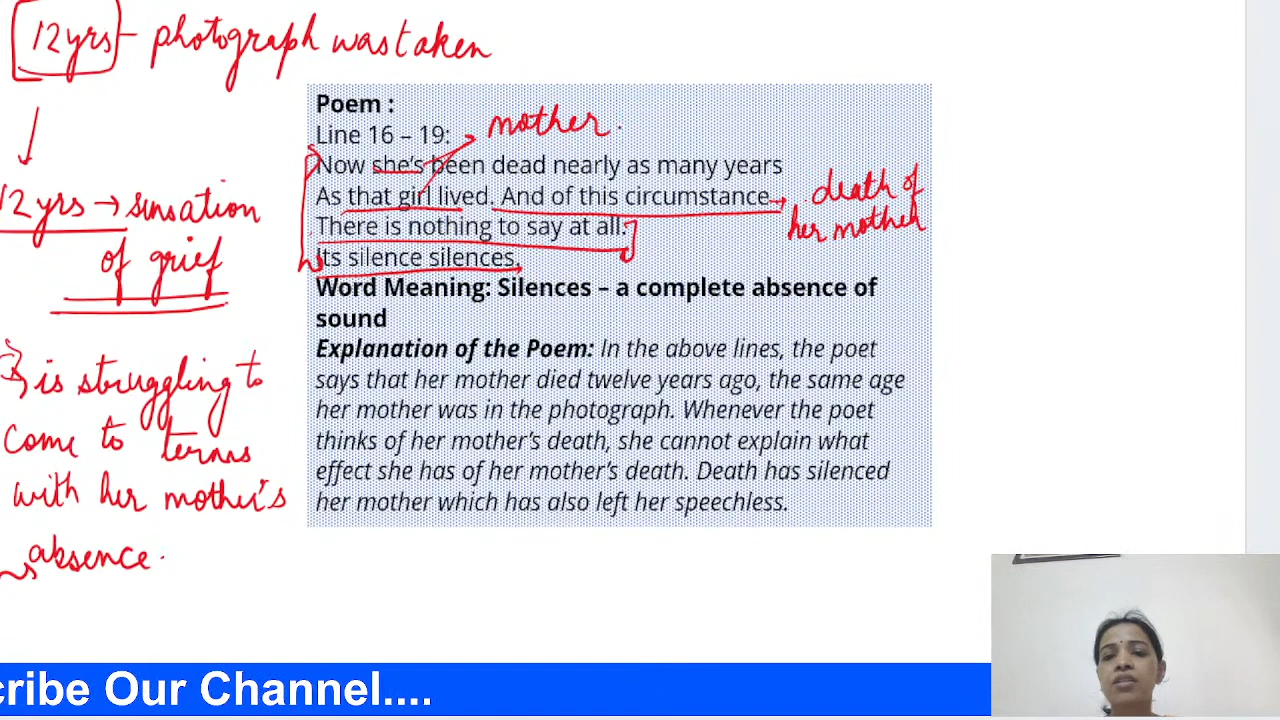 12 yrs - photograph was taken
Poem :
Line 16 – 19:
mother.
Now she's been dead nearly as many years
As that girl lived. And of this circumstance
death of
her mother
There is nothing to say at all.
Its silence silences.
12 yrs → sensation
of grief
Word Meaning: Silences – a complete absence of
sound
Explanation of the Poem: In the above lines, the poet
says that her mother died twelve years ago, the same age
her mother was in the photograph. Whenever the poet
thinks of her mother's death, she cannot explain what
effect she has of her mother's death. Death has silenced
her mother which has also left her speechless.
is struggling to
come to terms
with her mother's
absence.
cribe Our Channel....